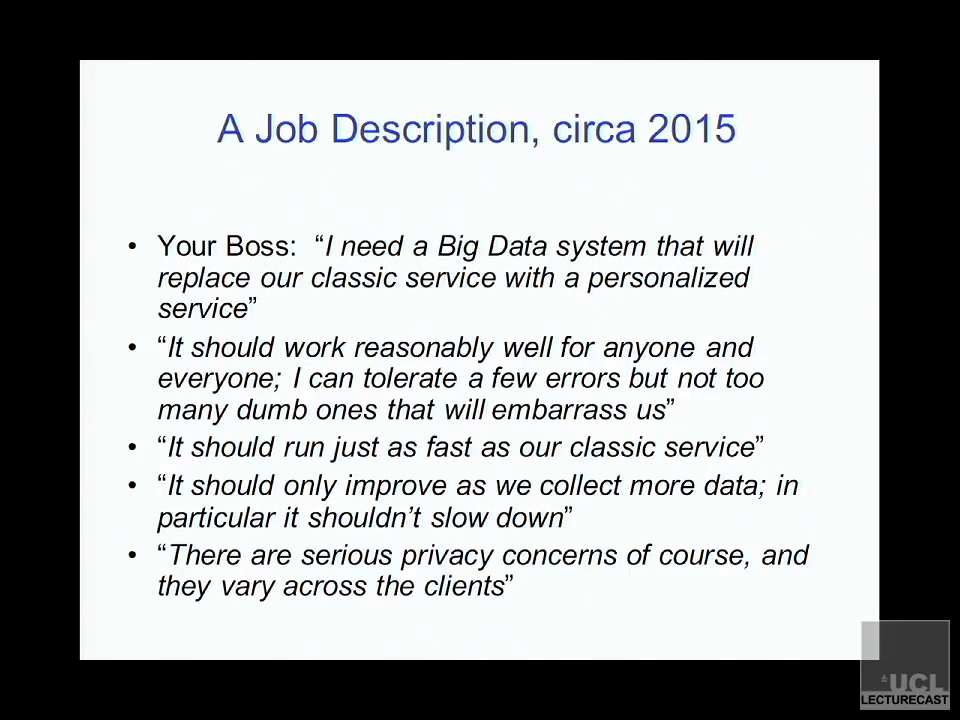 A Job Description, circa 2015
• Your Boss: “I need a Big Data system that will
replace our classic service with a personalized
service”
• “It should work reasonably well for anyone and
everyone; I can tolerate a few errors but not too
many dumb ones that will embarrass us”
• “It should run just as fast as our classic service”
• “It should only improve as we collect more data; in
particular it shouldn’t slow down”
• “There are serious privacy concerns of course, and
they vary across the clients”
UCL
LECTURECAST